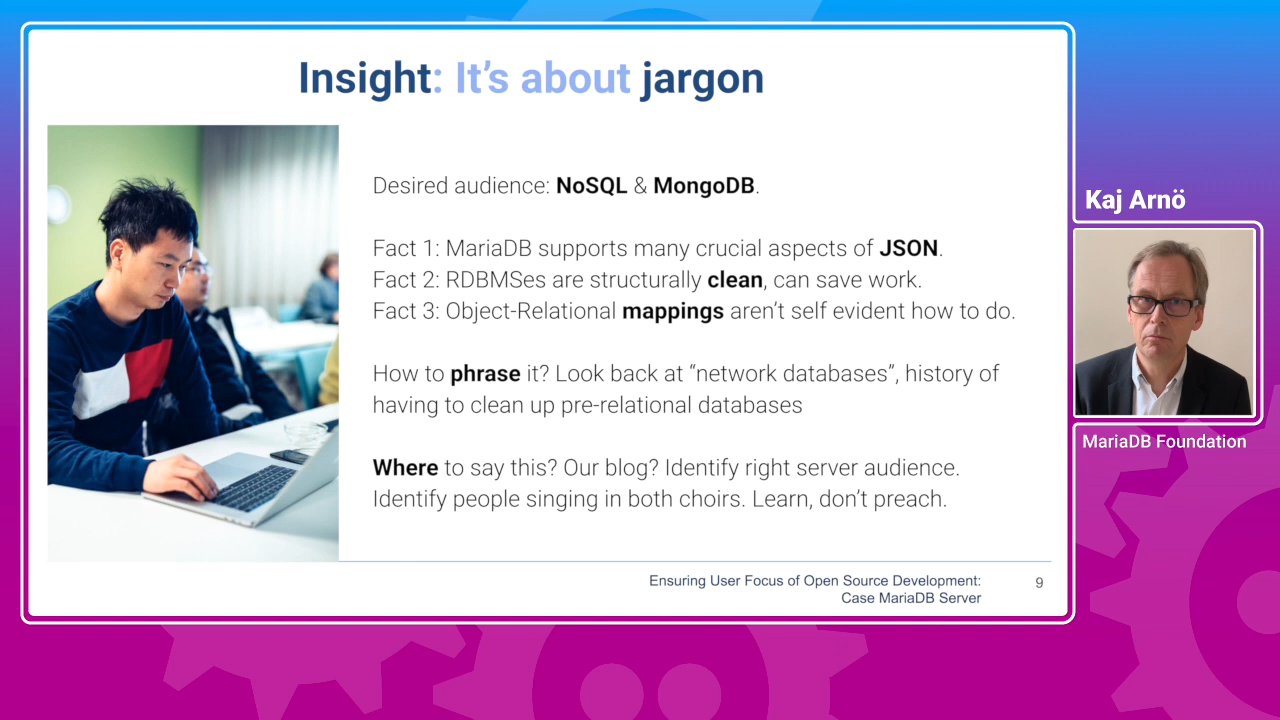 Insight: It's about jargon
Desired audience: NoSQL & MongoDB.
Fact 1: MariaDB supports many crucial aspects of JSON.
Fact 2: RDBMSes are structurally clean, can save work.
Fact 3: Object-Relational mappings aren't self evident how to do.
How to phrase it? Look back at “network databases”, history of
having to clean up pre-relational databases
Where to say this? Our blog? Identify right server audience.
Identify people singing in both choirs. Learn, don't preach.
Ensuring User Focus of Open Source Development:
Case MariaDB Server
9
Kaj Arnö
MariaDB Foundation